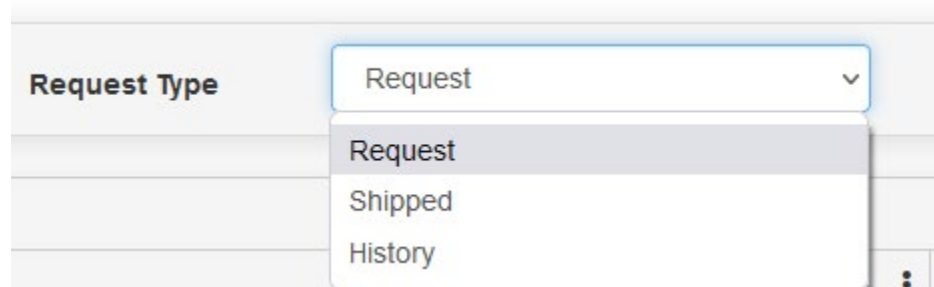 Request Type
Request
Request
Shipped
History